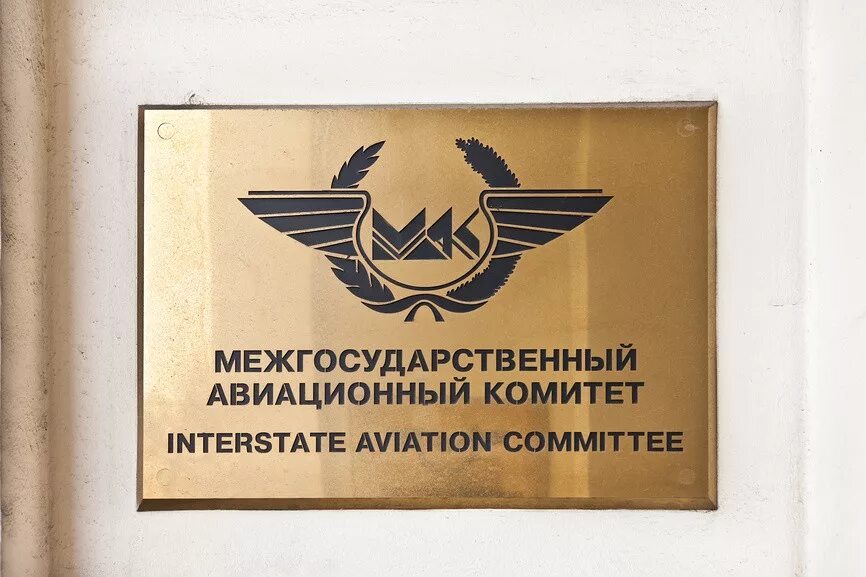 МАК
МЕЖГОСУДАРСТВЕННЫЙ
АВИАЦИОННЫЙ КОМИТЕТ
INTERSTATE AVIATION COMMITTEE